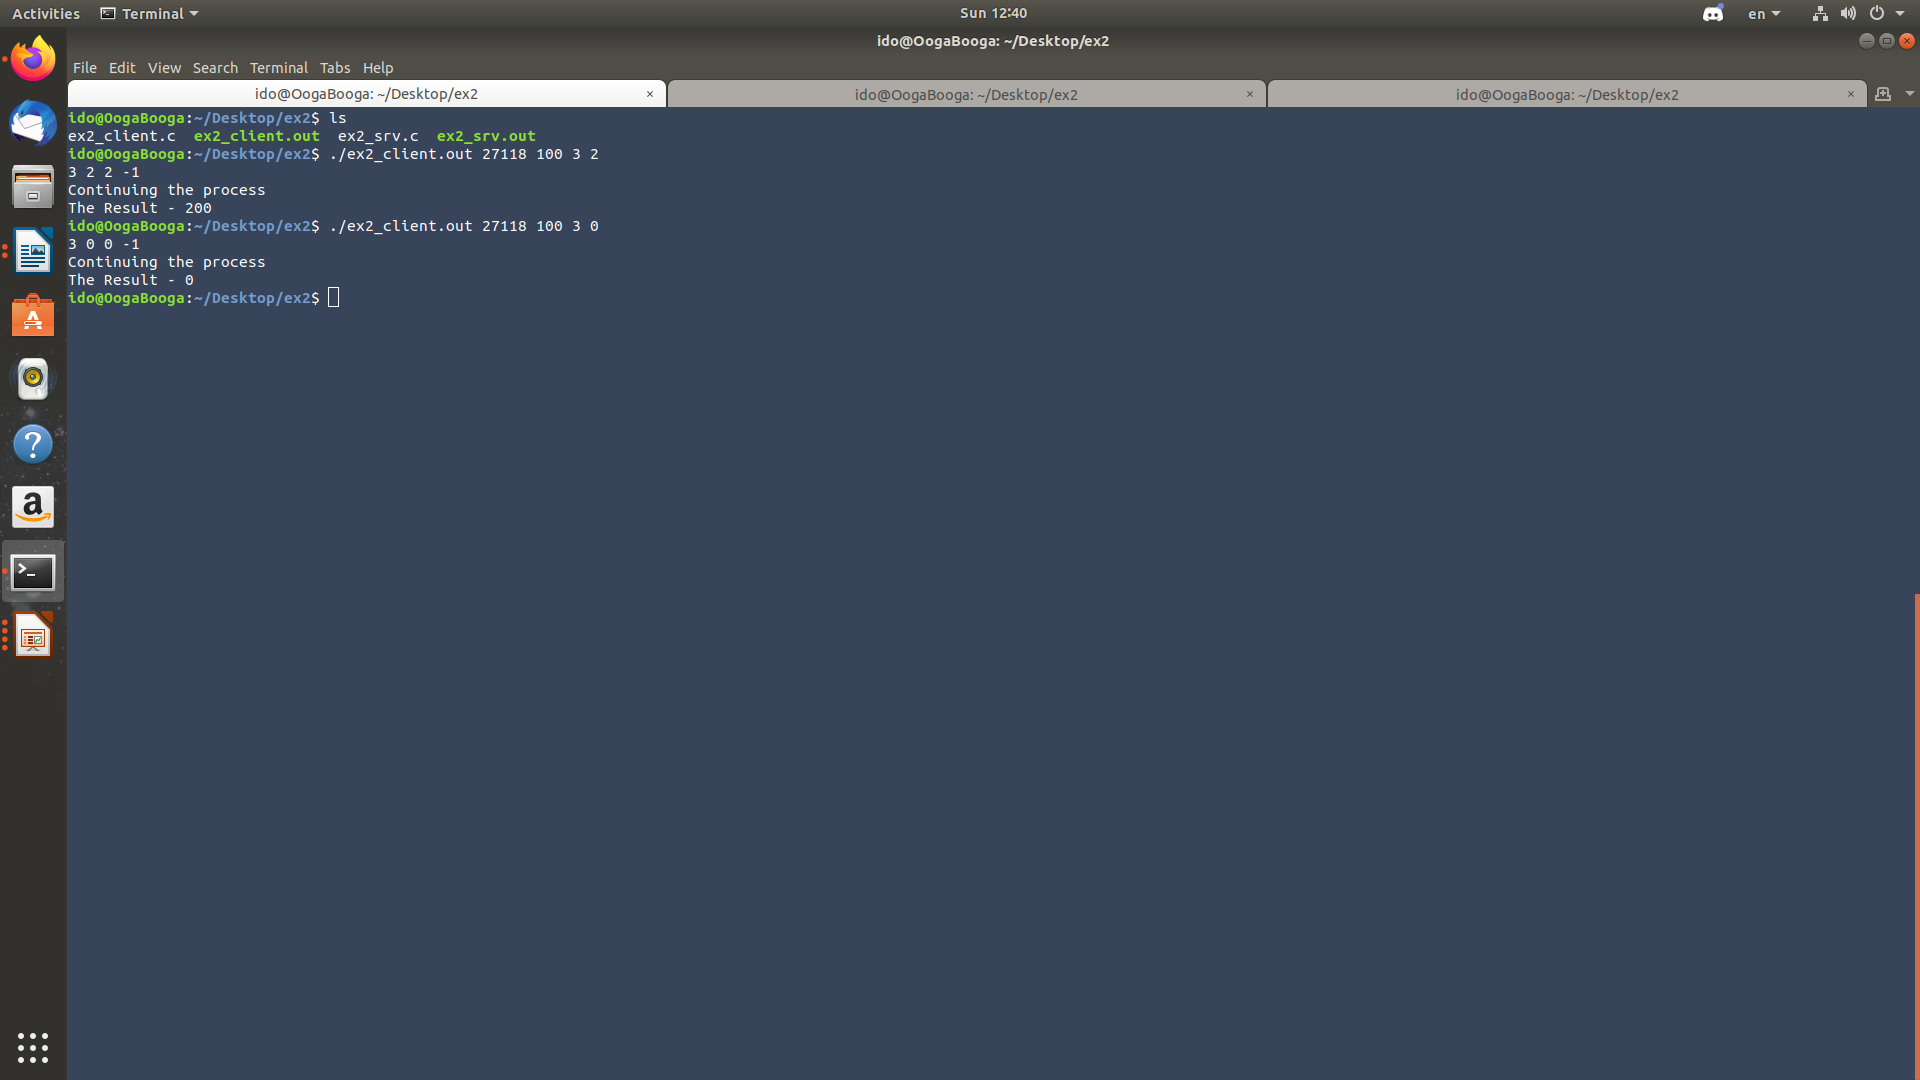 Activities Terminal Sun 12:40 en
ido@OogaBooga: ~/Desktop/ex2
File Edit View Search Terminal Tabs Help
ido@OogaBooga: ~/Desktop/ex2 × ido@OogaBooga: ~/Desktop/ex2 × ido@OogaBooga: ~/Desktop/ex2 ×
ido@OogaBooga:~/Desktop/ex2$ ls
ex2_client.c ex2_client.out ex2_srv.c ex2_srv.out
ido@OogaBooga:~/Desktop/ex2$ ./ex2_client.out 27118 100 3 2
3 2 2 -1
Continuing the process
The Result - 200
ido@OogaBooga:~/Desktop/ex2$ ./ex2_client.out 27118 100 3 0
3 0 0 -1
Continuing the process
The Result - 0
ido@OogaBooga:~/Desktop/ex2$